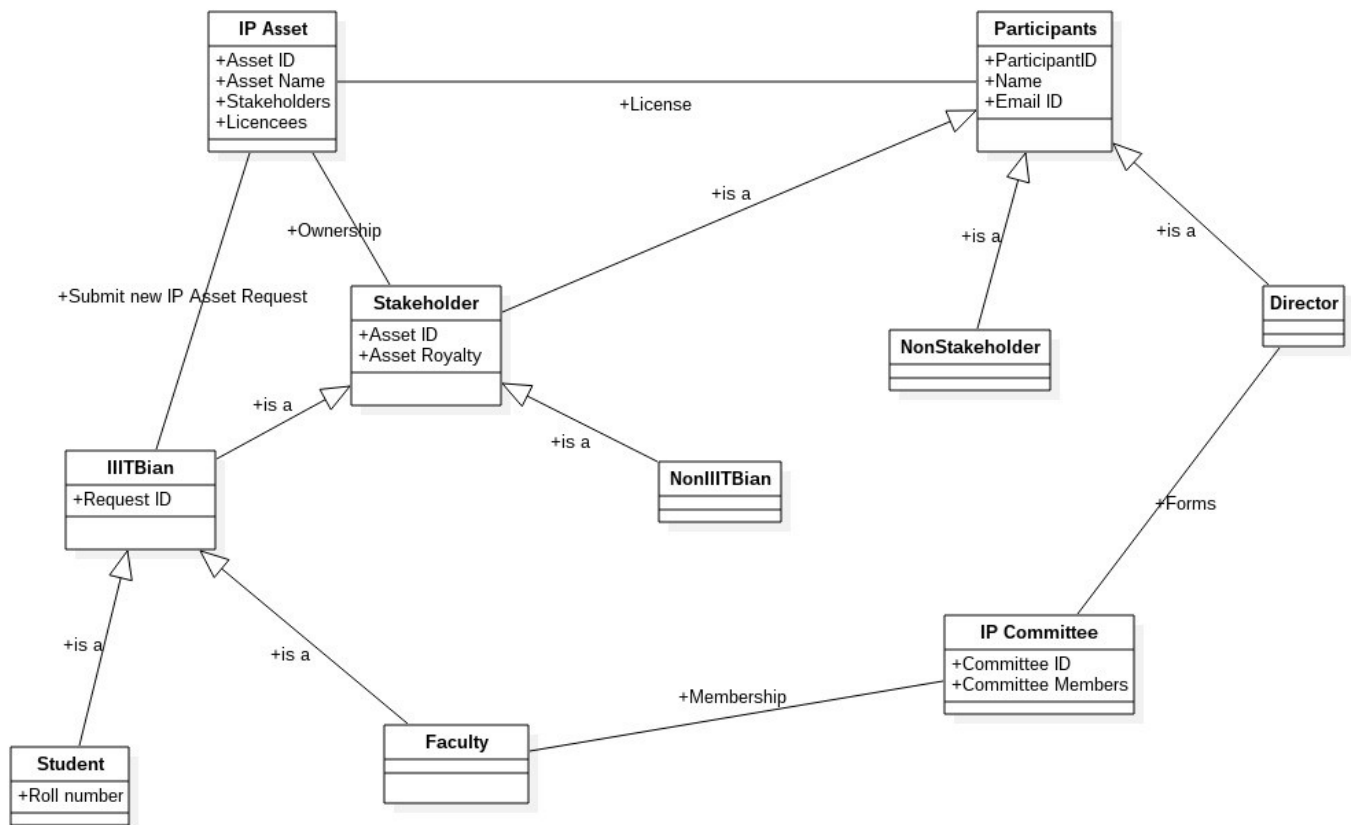 IP Asset
+Asset ID
+Asset Name
+Stakeholders
+Licencees
Participants
+ParticipantID
+Name
+Email ID
+License
+is a
+Ownership
+is a
+is a
+Submit new IP Asset Request
Stakeholder
+Asset ID
+Asset Royalty
Director
NonStakeholder
+is a
+is a
IIITBian
+Request ID
NonIIITBian
+Forms
IP Committee
+Committee ID
+Committee Members
+is a
+is a
+Membership
Faculty
Student
+Roll number